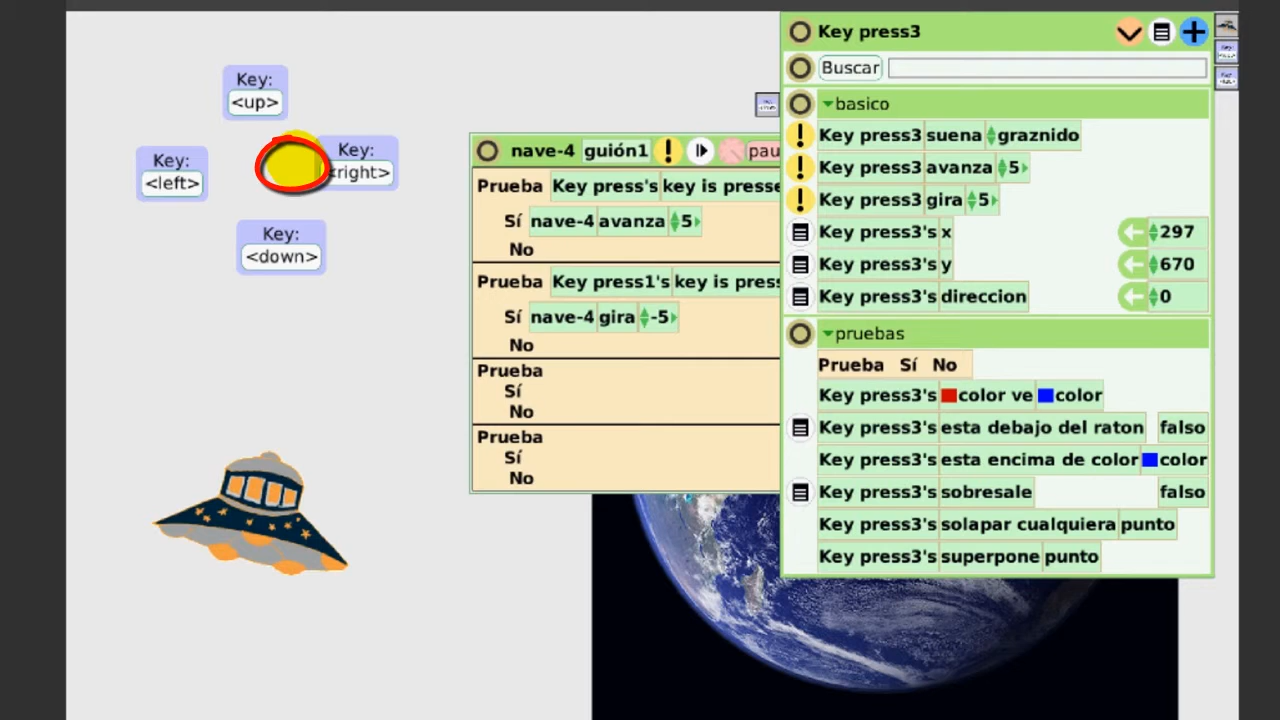 Key:
<up>
Key:
<left>
Key:
<right>
Key:
<down>
nave-4 guión1 ! pau
Prueba Key press's key is presse
Sí nave-4 avanza 5
No
Prueba Key press1's key is press
Sí nave-4 gira -5
No
Prueba
Sí
No
Prueba
Sí
No
Key press3
Buscar
basico
! Key press3 suena graznido
! Key press3 avanza 5
! Key press3 gira 5
Key press3's x 297
Key press3's y 670
Key press3's direccion 0
pruebas
Prueba Sí No
Key press3's color ve color
Key press3's esta debajo del raton falso
Key press3's esta encima de color color
Key press3's sobresale falso
Key press3's solapar cualquiera punto
Key press3's superpone punto